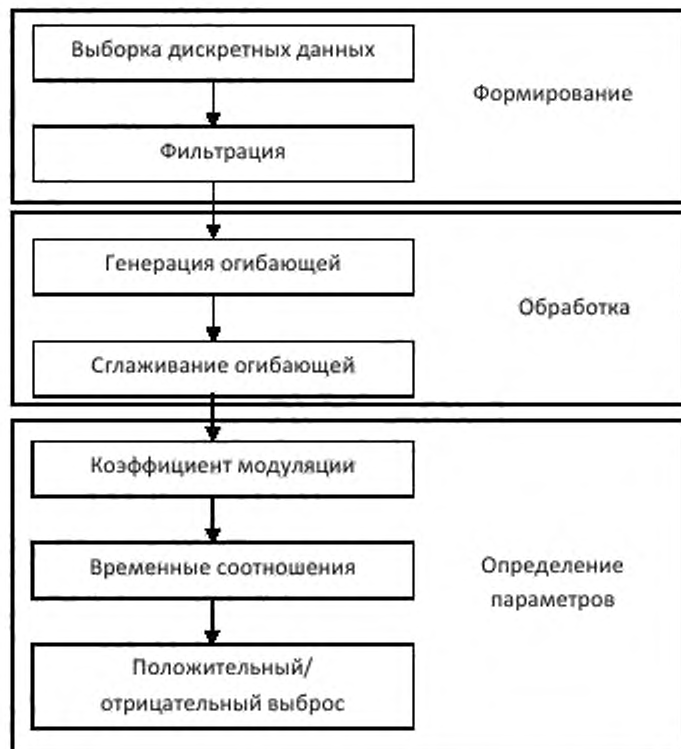 Выборка дискретных данных
Формирование
Фильтрация
Генерация огибающей
Обработка
Сглаживание огибающей
Коэффициент модуляции
Временные соотношения
Определение
параметров
Положительный/
отрицательный выброс